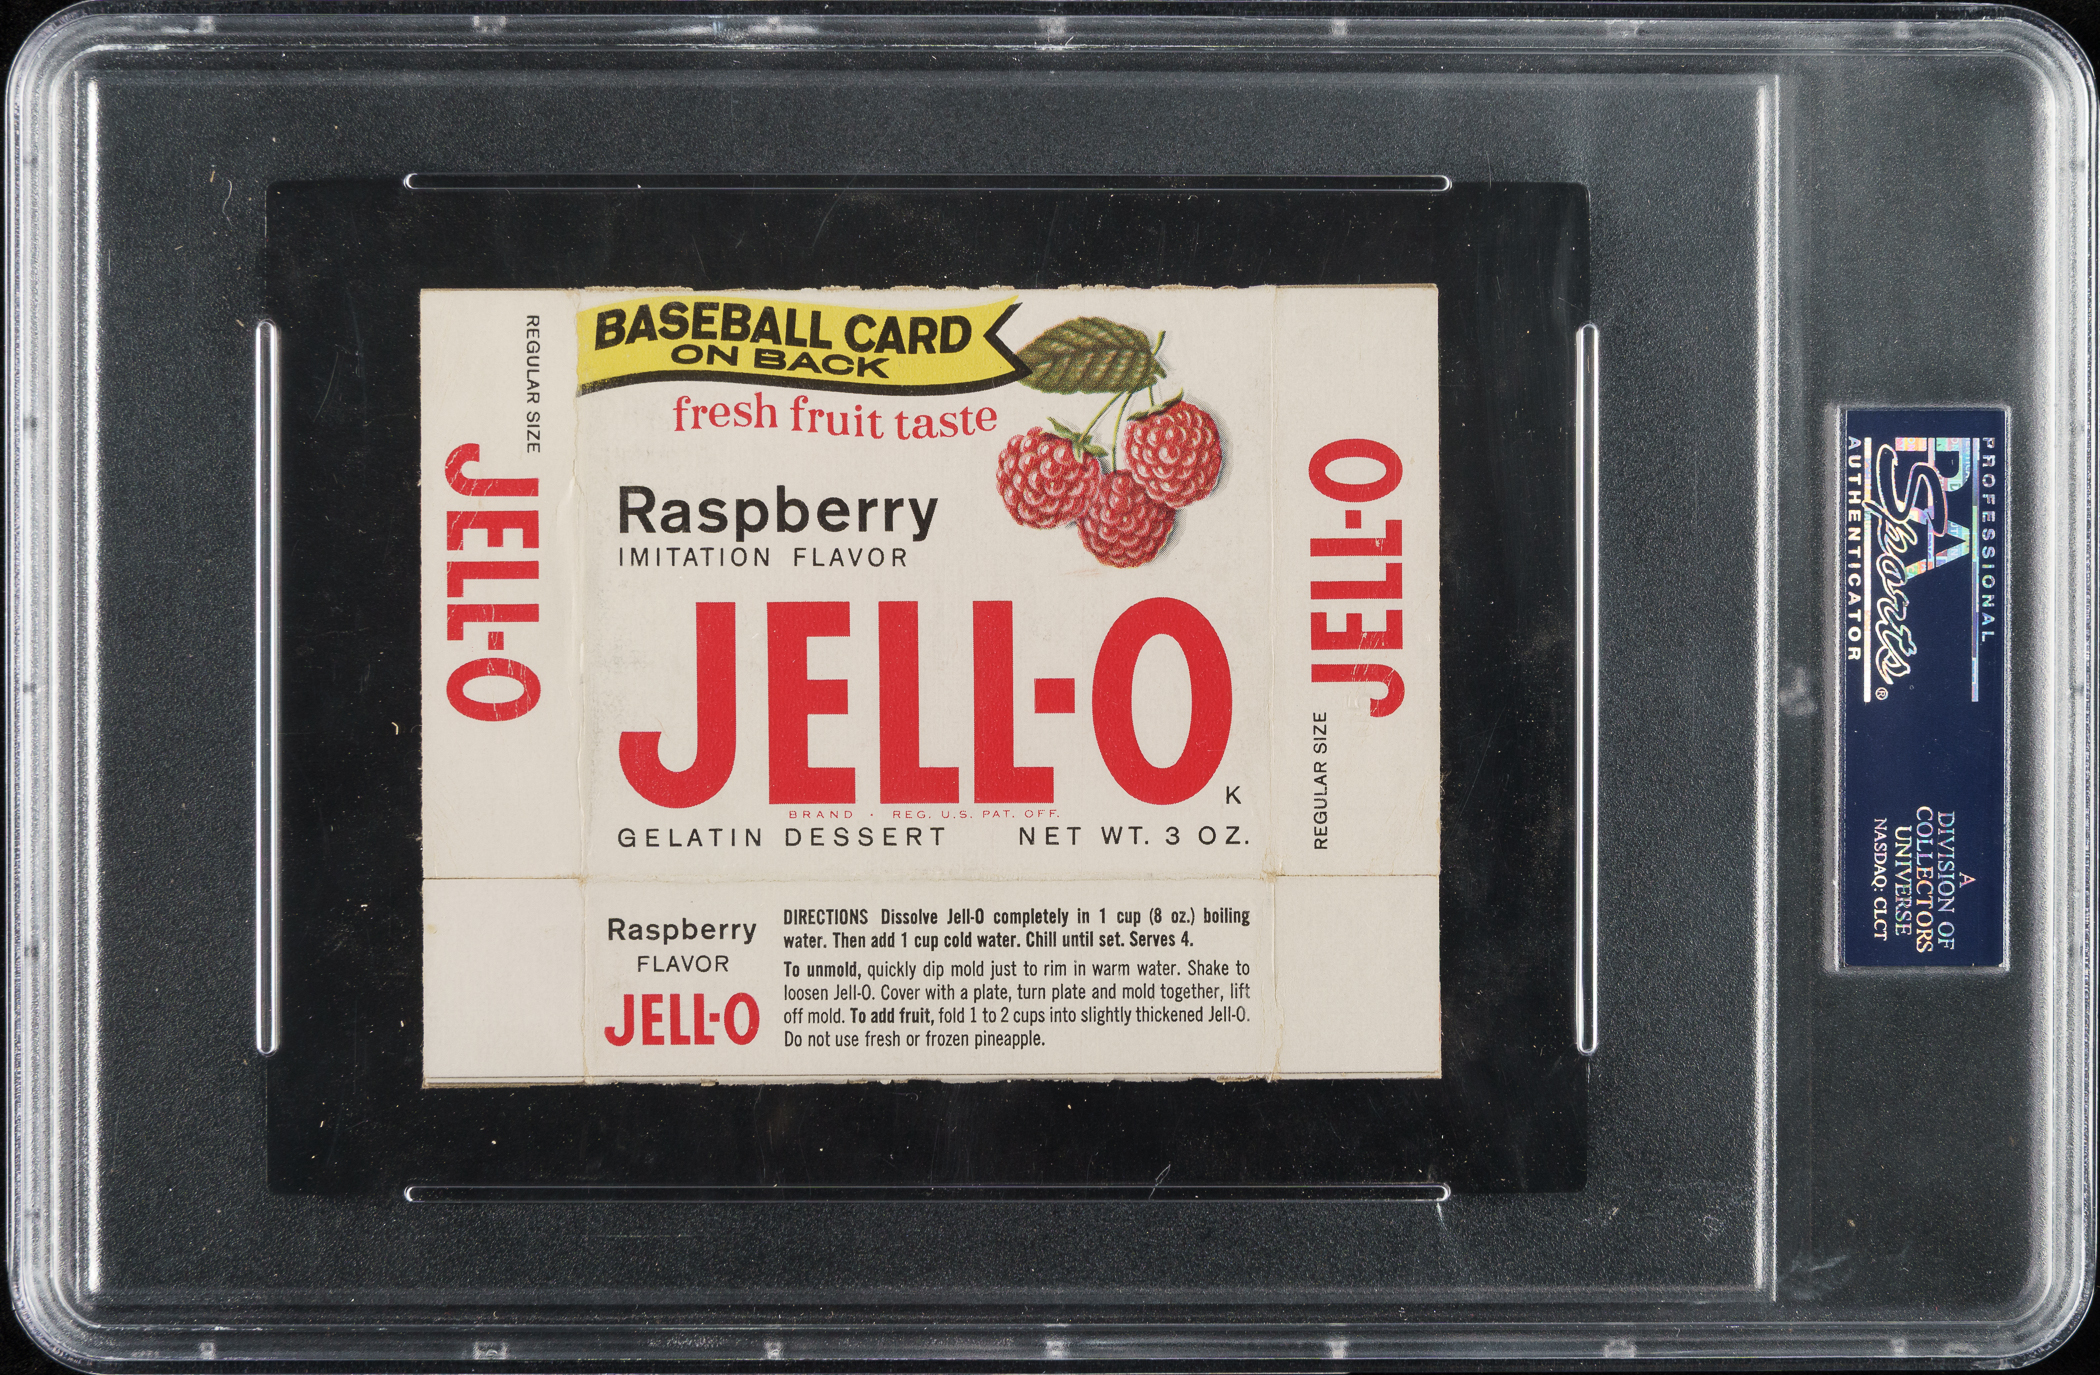 REGULAR SIZE
JELL-O
BASEBALL CARD
ON BACK
fresh fruit taste
Raspberry
IMITATION FLAVOR
JELL-O
K
BRAND · REG. U.S. PAT. OFF.
GELATIN DESSERT NET WT. 3 OZ.
JELL-O
REGULAR SIZE
Raspberry
FLAVOR
JELL-O
DIRECTIONS Dissolve Jell-O completely in 1 cup (8 oz.) boiling
water. Then add 1 cup cold water. Chill until set. Serves 4.
To unmold, quickly dip mold just to rim in warm water. Shake to
loosen Jell-O. Cover with a plate, turn plate and mold together, lift
off mold. To add fruit, fold 1 to 2 cups into slightly thickened Jell-O.
Do not use fresh or frozen pineapple.
PROFESSIONAL
PSA
Sports®
AUTHENTICATOR
A
DIVISION OF
COLLECTORS
UNIVERSE
NASDAQ: CLCT